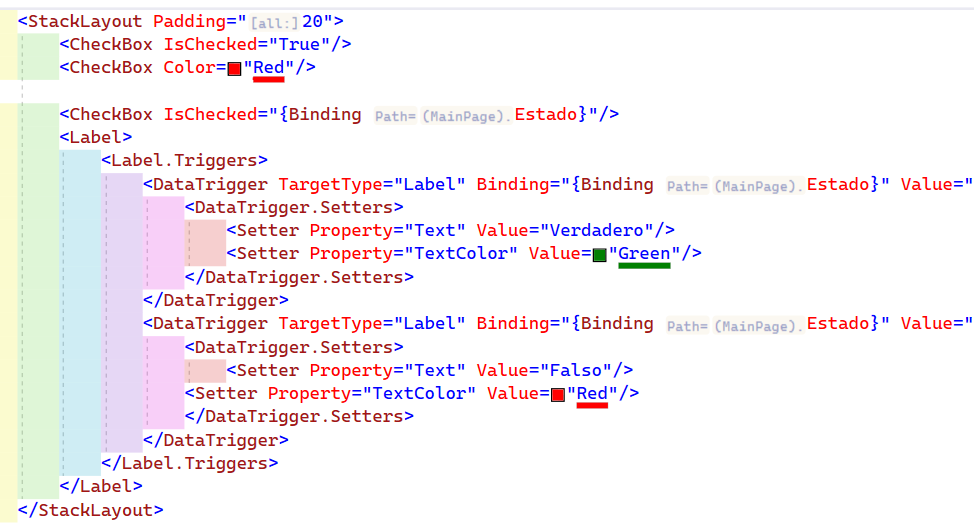 <StackLayout Padding="[all:]20">
<CheckBox IsChecked="True"/>
<CheckBox Color="Red"/>
<CheckBox IsChecked="{Binding Path=(MainPage).Estado}"/>
<Label>
<Label.Triggers>
<DataTrigger TargetType="Label" Binding="{Binding Path=(MainPage).Estado}" Value="
<DataTrigger.Setters>
<Setter Property="Text" Value="Verdadero"/>
<Setter Property="TextColor" Value="Green"/>
</DataTrigger.Setters>
</DataTrigger>
<DataTrigger TargetType="Label" Binding="{Binding Path=(MainPage).Estado}" Value="
<DataTrigger.Setters>
<Setter Property="Text" Value="Falso"/>
<Setter Property="TextColor" Value="Red"/>
</DataTrigger.Setters>
</DataTrigger>
</Label.Triggers>
</Label>
</StackLayout>